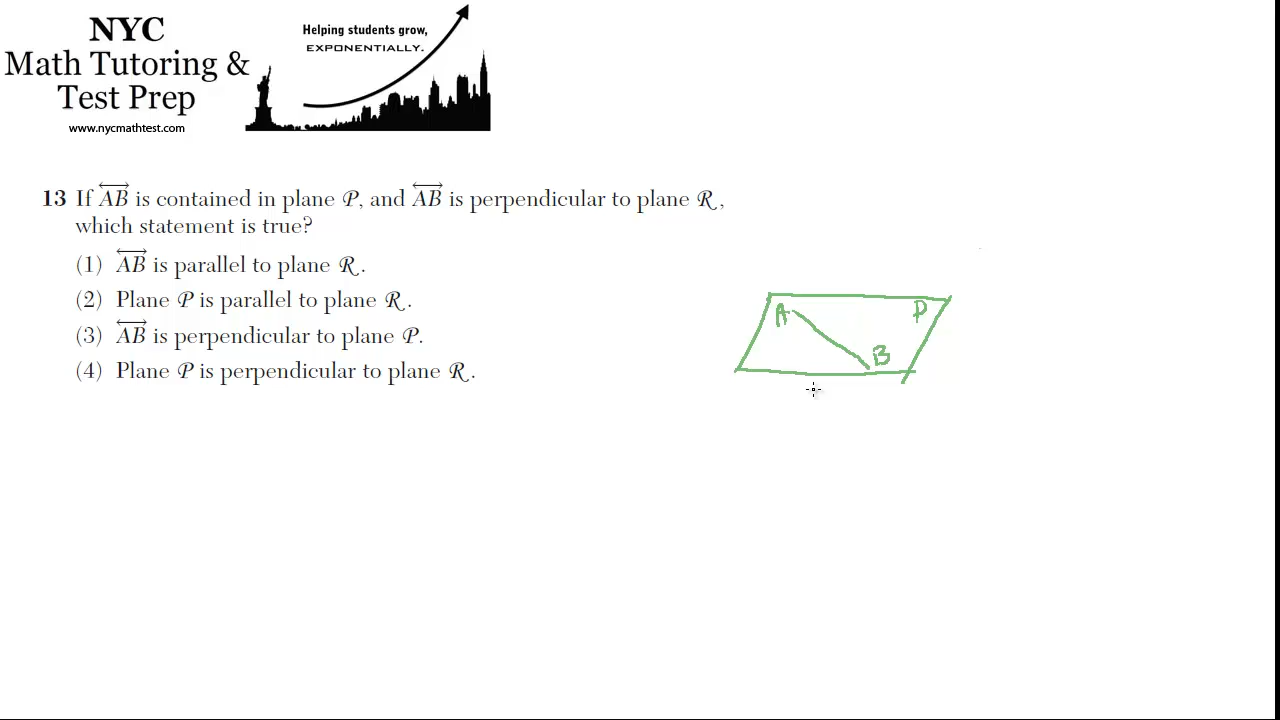 NYC
Math Tutoring &
Test Prep
www.nycmathtest.com
Helping students grow,
EXPONENTIALLY.
13 If AB is contained in plane P, and AB is perpendicular to plane R,
which statement is true?
(1) AB is parallel to plane R.
(2) Plane P is parallel to plane R.
(3) AB is perpendicular to plane P.
(4) Plane P is perpendicular to plane R.
A P
B